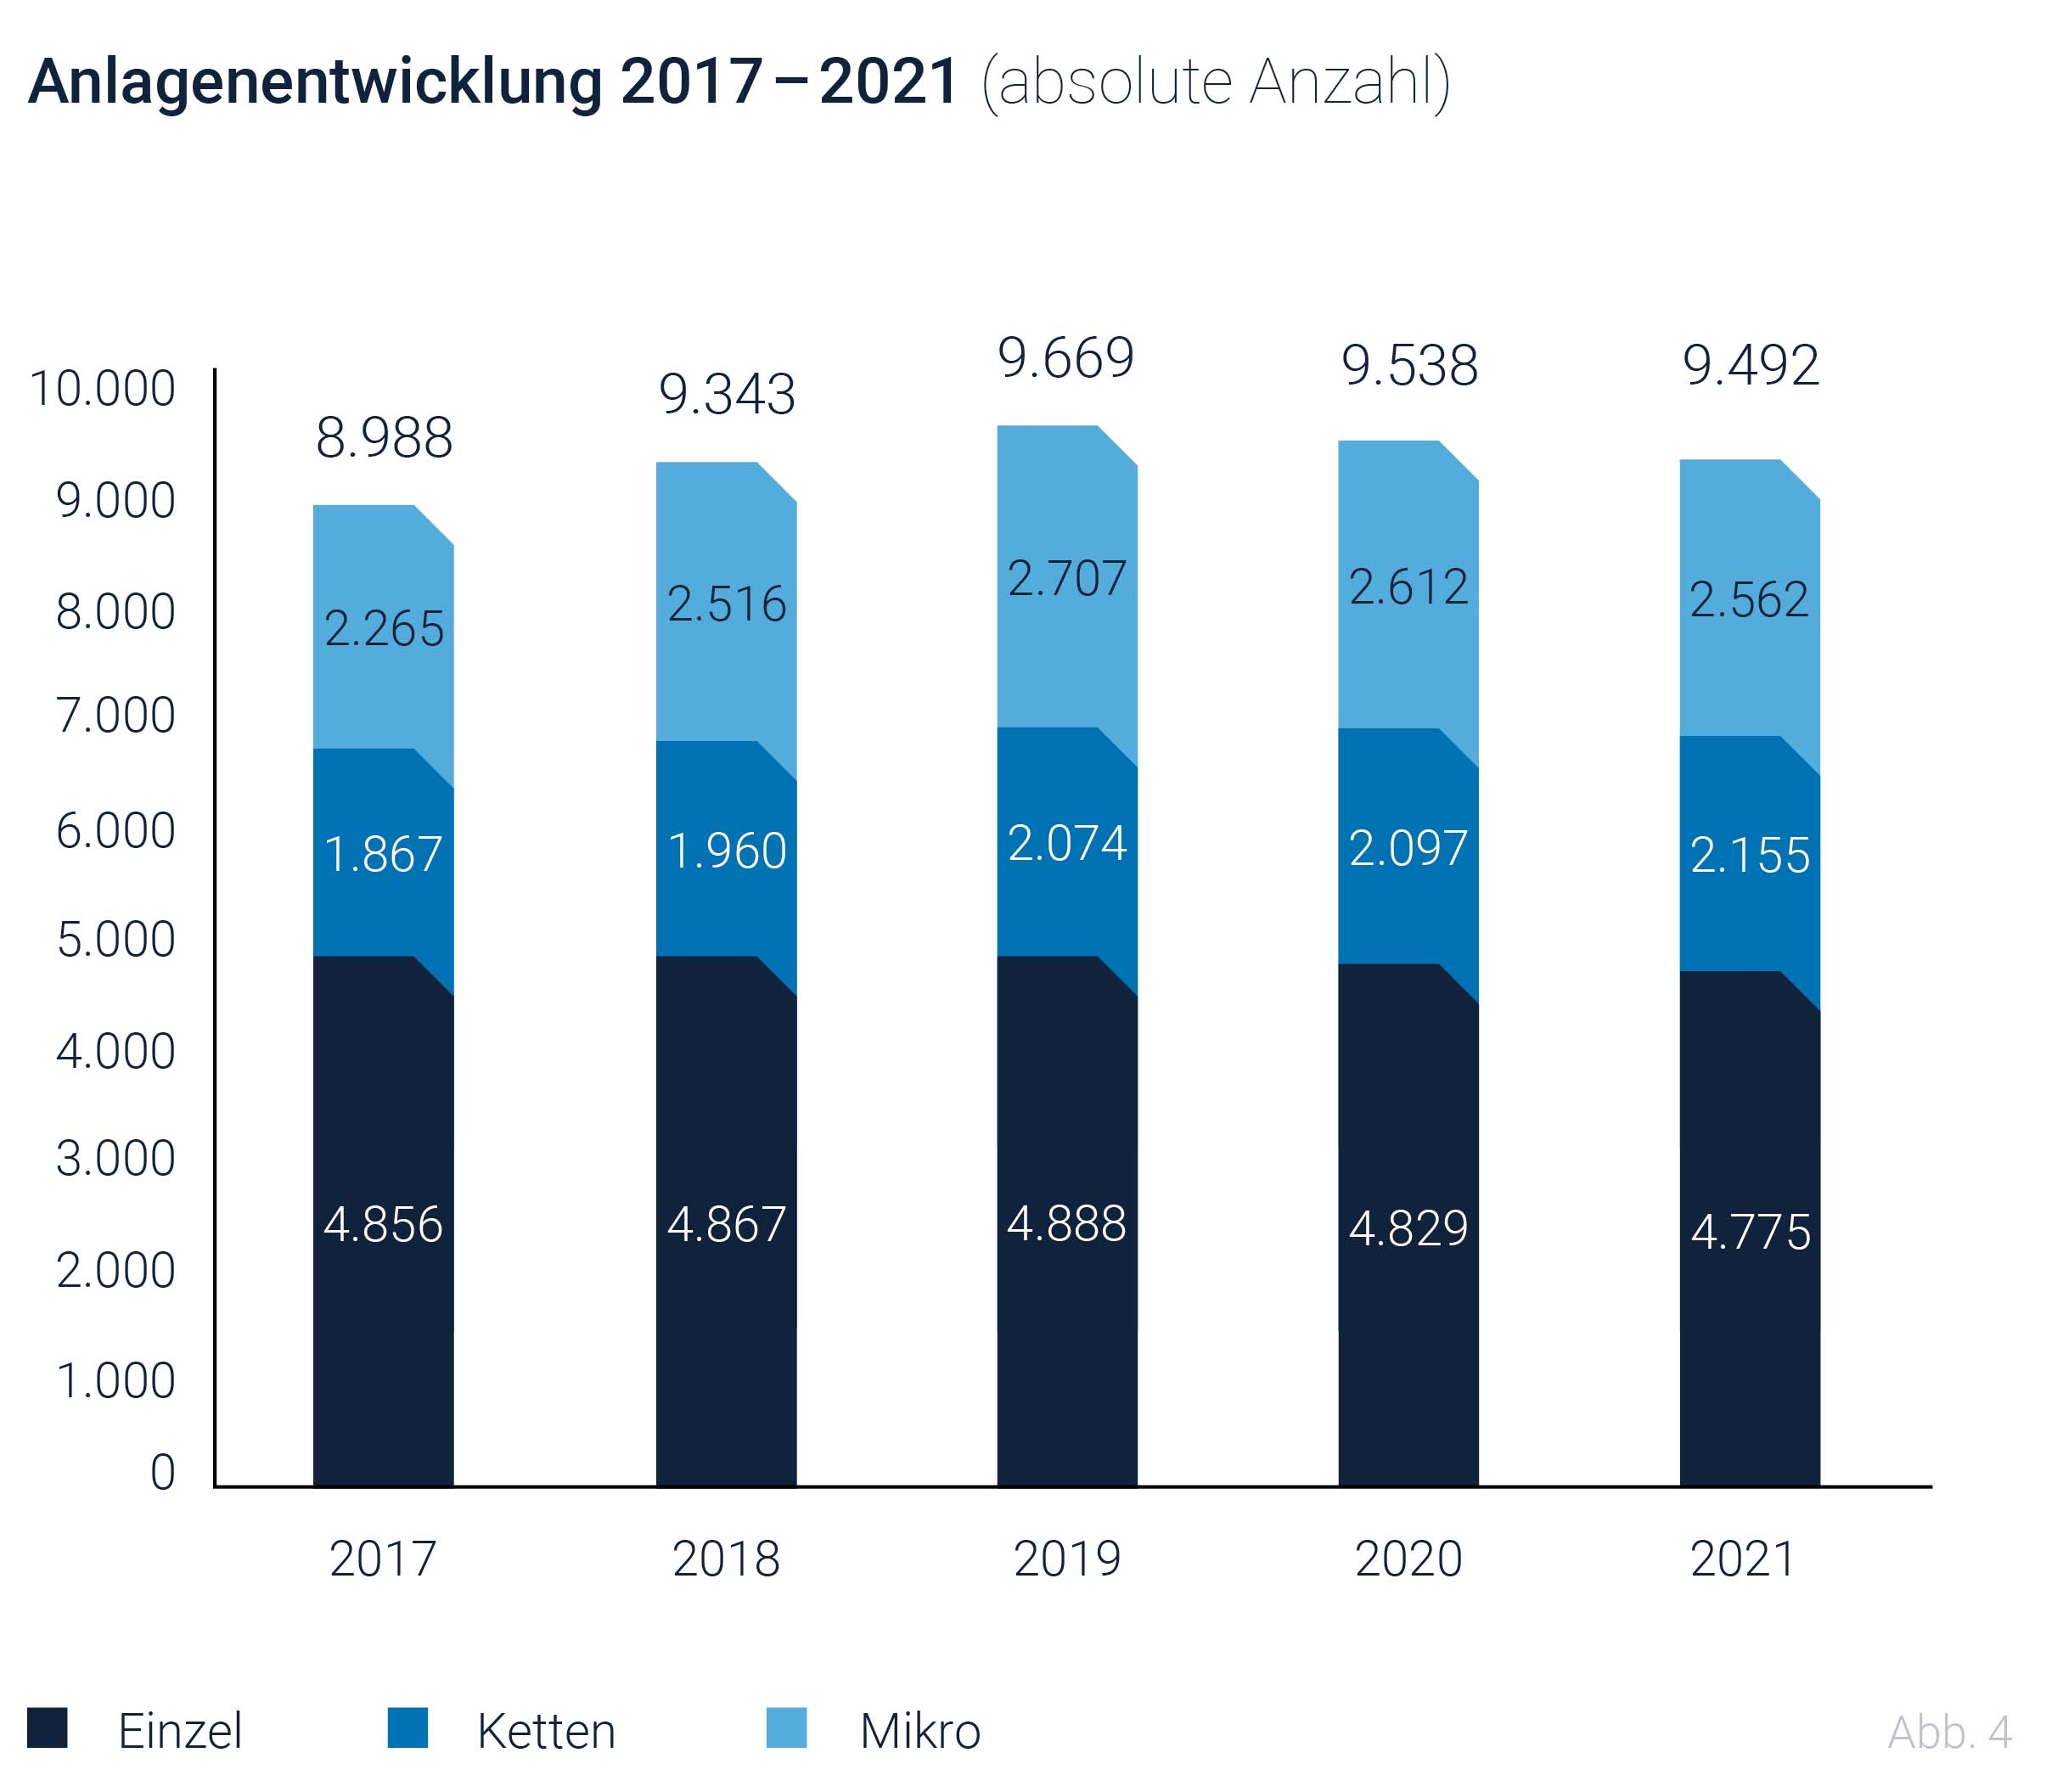 Anlagenentwicklung 2017 – 2021 (absolute Anzahl)
10.000
9.000
8.000
7.000
6.000
5.000
4.000
3.000
2.000
1.000
0
8.988 9.343 9.669 9.538 9.492
2.265 2.516 2.707 2.612 2.562
1.867 1.960 2.074 2.097 2.155
4.856 4.867 4.888 4.829 4.775
2017 2018 2019 2020 2021
Einzel Ketten Mikro Abb. 4